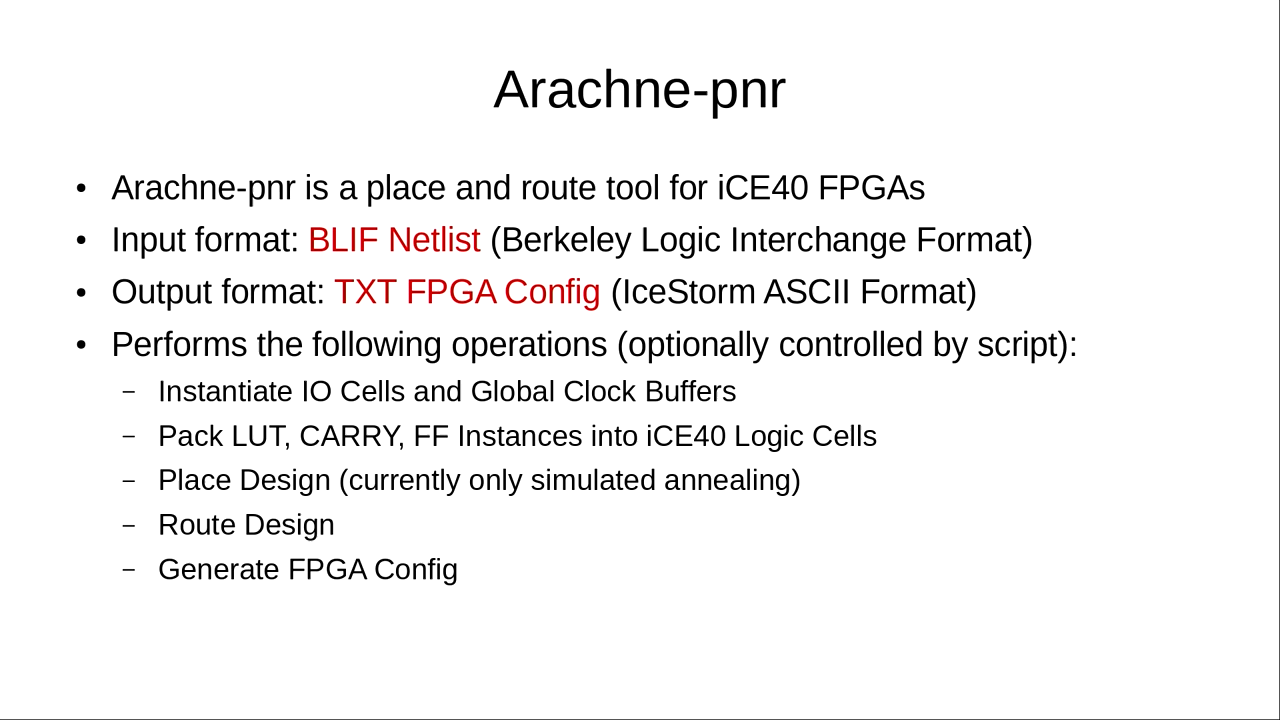 Arachne-pnr
• Arachne-pnr is a place and route tool for iCE40 FPGAs
• Input format: BLIF Netlist (Berkeley Logic Interchange Format)
• Output format: TXT FPGA Config (IceStorm ASCII Format)
• Performs the following operations (optionally controlled by script):
– Instantiate IO Cells and Global Clock Buffers
– Pack LUT, CARRY, FF Instances into iCE40 Logic Cells
– Place Design (currently only simulated annealing)
– Route Design
– Generate FPGA Config